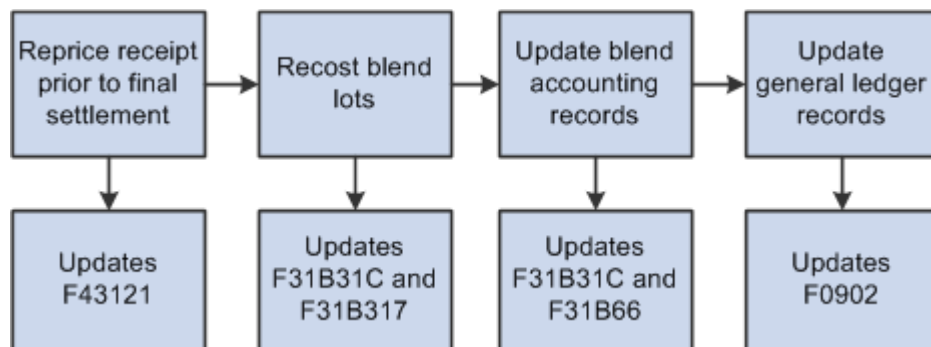 Reprice receipt
prior to final
settlement
Recost blend
lots
Update blend
accounting
records
Update
general ledger
records
Updates
F43121
Updates
F31B31C and
F31B317
Updates
F31B31C and
F31B66
Updates
F0902